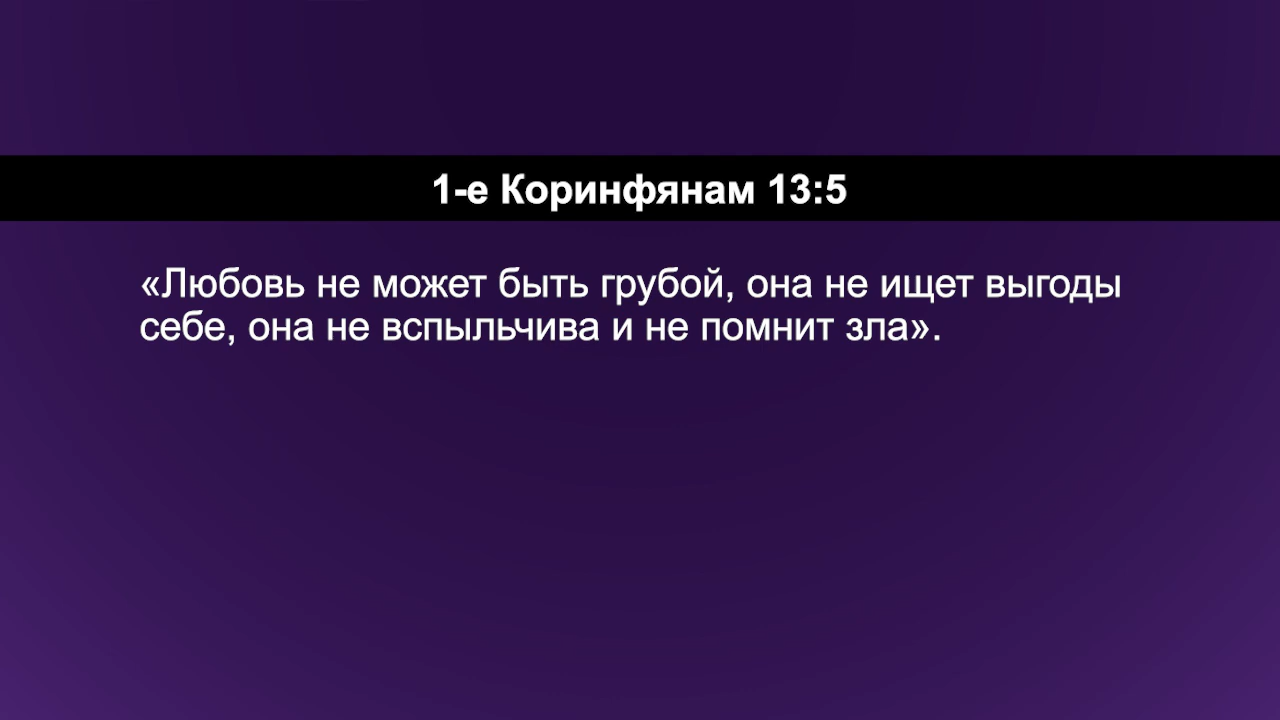 1-е Коринфянам 13:5
«Любовь не может быть грубой, она не ищет выгоды
себе, она не вспыльчива и не помнит зла».